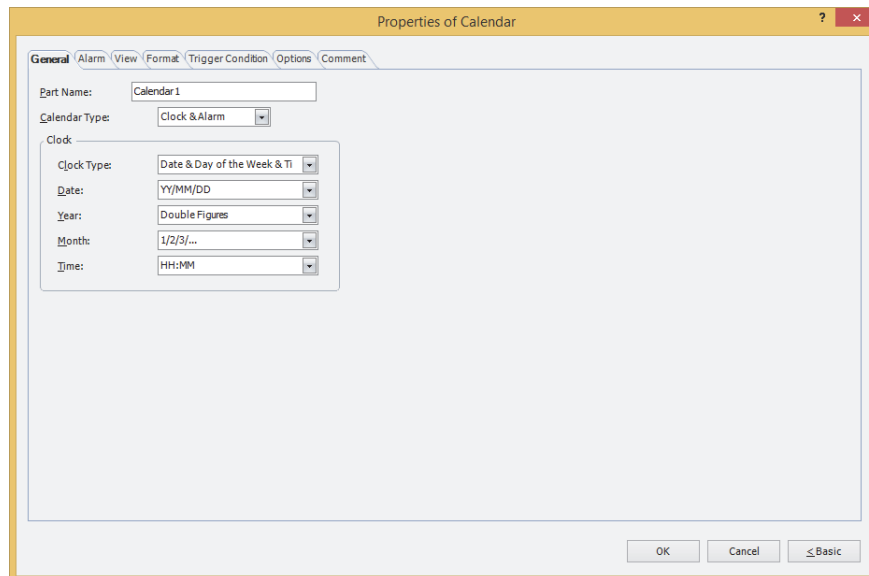 Properties of Calendar
?
General Alarm View Format Trigger Condition Options Comment
Part Name: Calendar1
Calendar Type: Clock & Alarm
Clock
Clock Type: Date & Day of the Week & Ti
Date: YY/MM/DD
Year: Double Figures
Month: 1/2/3/...
Time: HH:MM
OK Cancel < Basic